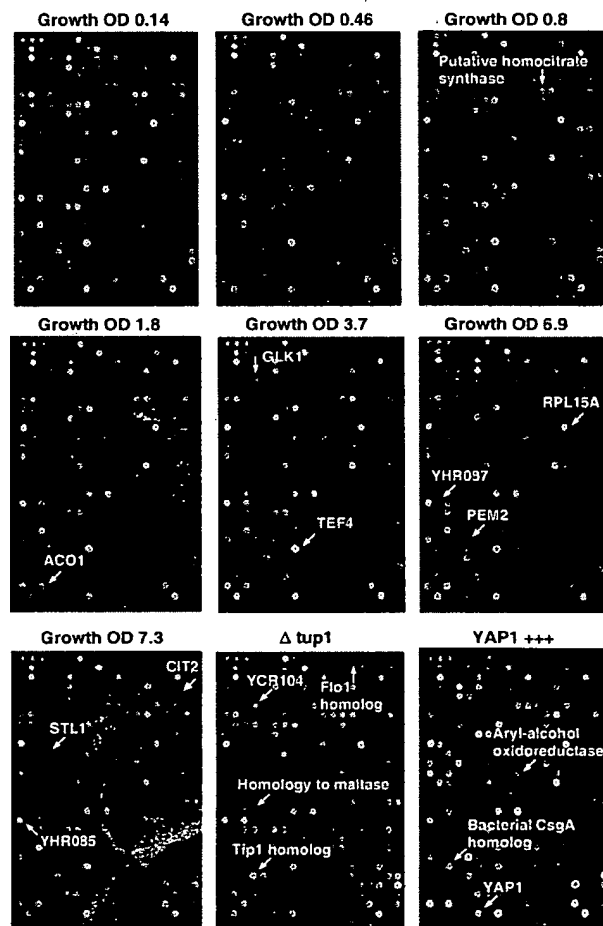 Growth OD 0.14
Growth OD 0.46
Growth OD 0.8
Putative homocitrale
synthase
Growth OD 1.8
Growth OD 3.7
Growth OD 6.9
GLK1
RPL15A
YHR097
PEM2
TEF4
ACO1
Growth OD 7.3
Δ tup1
YAP1 +++
CIT2
YCR104
Flo1
homolog
STL1
Aryl-alcohol
oxidoreductase
Homology to maltase
YHR085
Tip1 homolog
Bacterial CsgA
homolog
YAP1